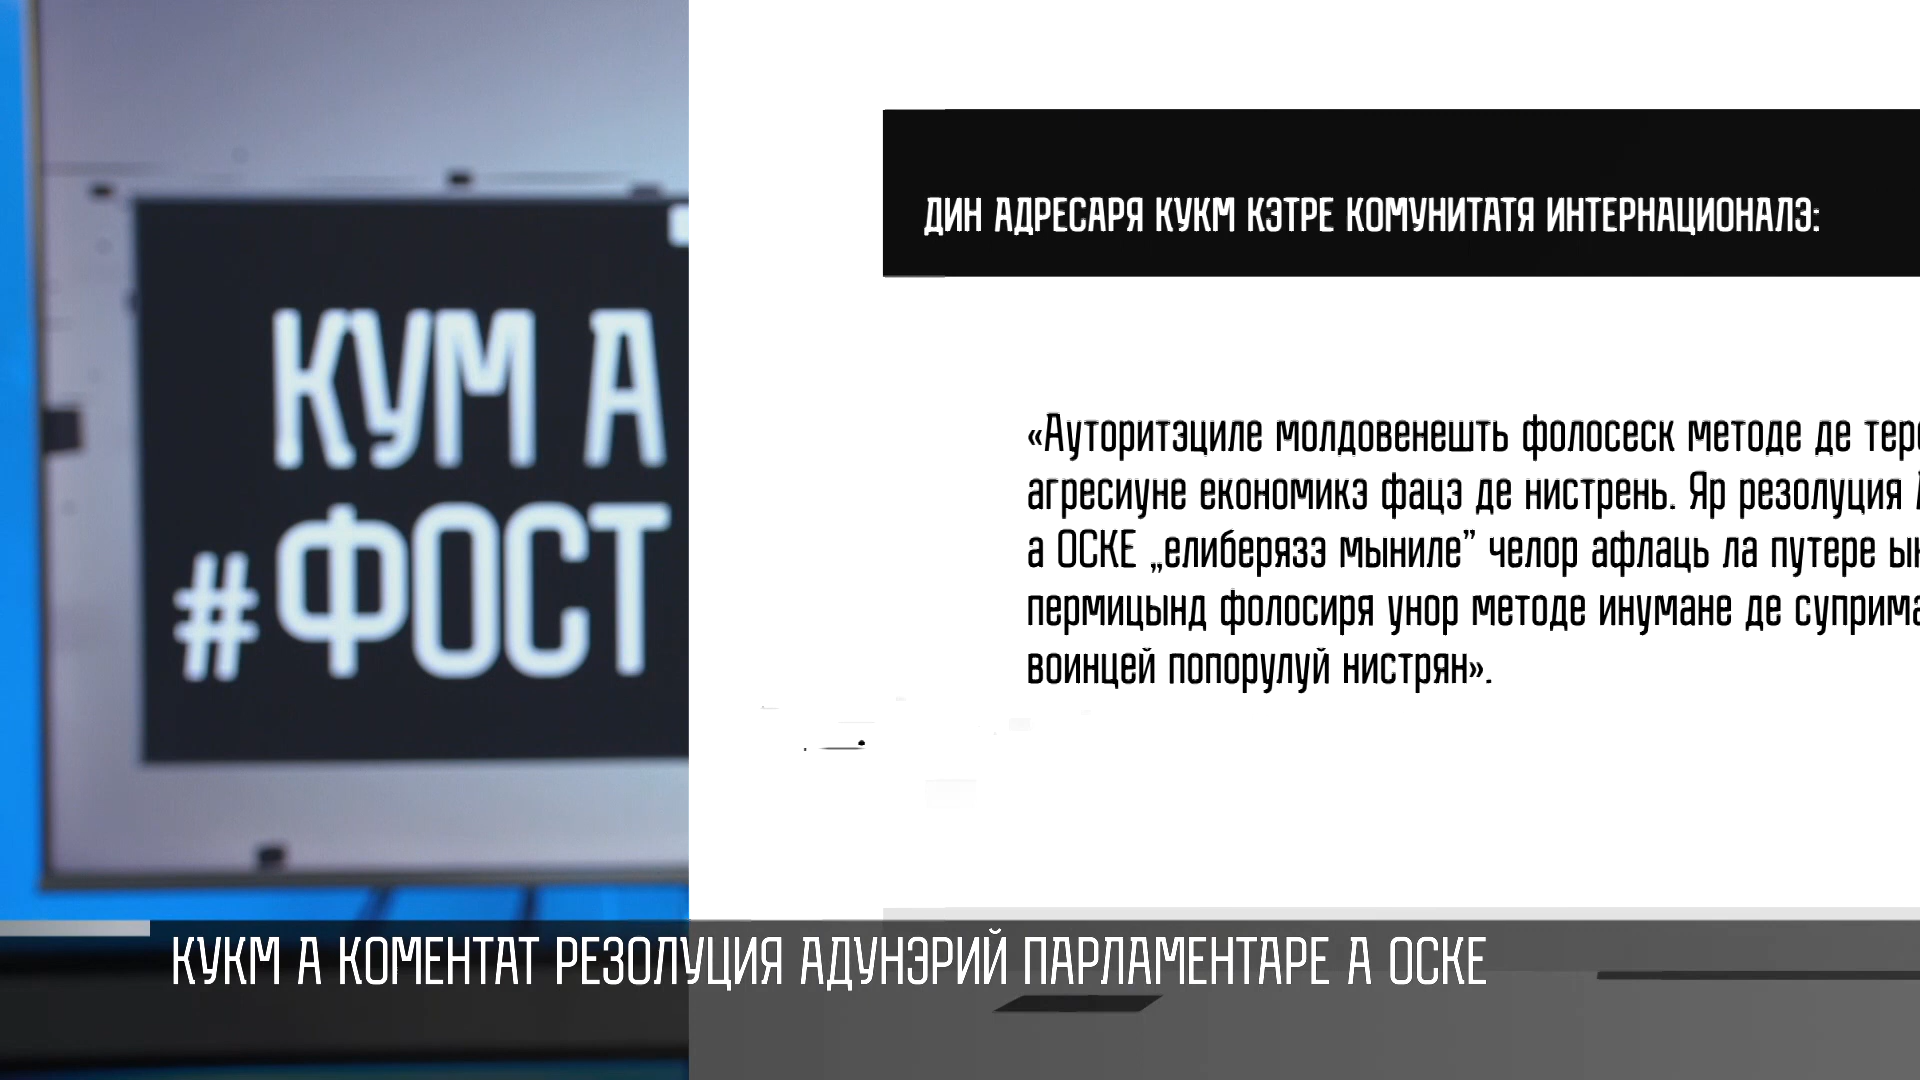 КУМ А
#ФОСТ
ДИН АДРЕСАРЯ КУКМ КЭТРЕ КОМУНИТАТЯ ИНТЕРНАЦИОНАЛЭ:
«Ауторитэциле молдовенешть фолосеск методе де
агресиуне економикэ фацэ де нистрень. Яр резолуция
а ОСКЕ „елиберязэ мыниле” челор афлаць ла путере
пермицынд фолосиря унор методе инумане де
воинцей попорулуй нистрян».
КУКМ А КОМЕНТАТ РЕЗОЛУЦИЯ АДУНЭРИЙ ПАРЛАМЕНТАРЕ А ОСКЕ